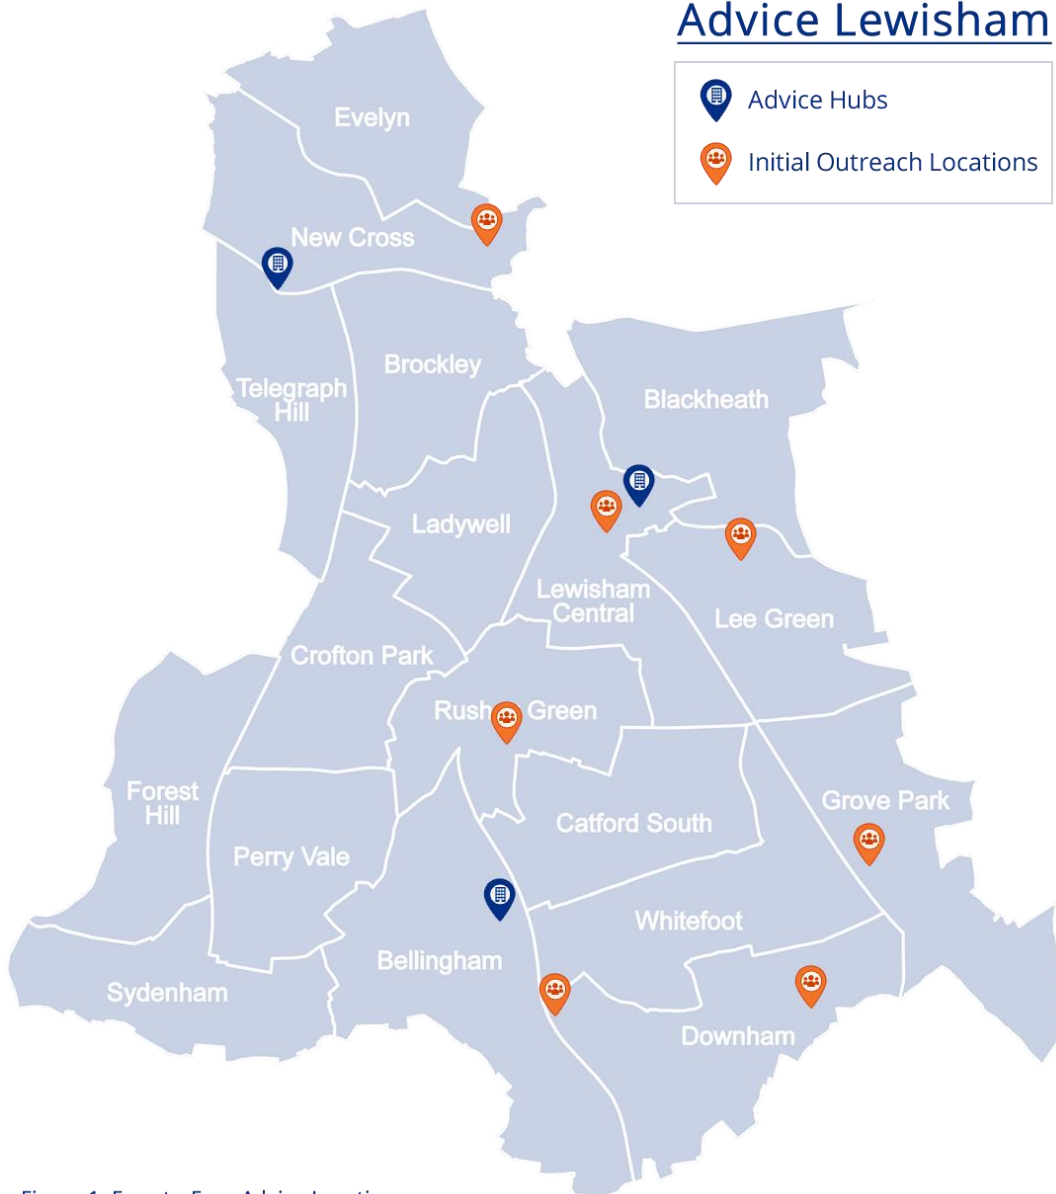 Advice Lewisham
Advice Hubs
Initial Outreach Locations
Evelyn
New Cross
Brockley
Telegraph
Hill
Blackheath
Ladywell
Lewisham
Central
Lee Green
Crofton Park
Green
Forest
Hill
Grove Park
Catford South
Perry Vale
Whitefoot
Bellingham
Sydenham
Downham